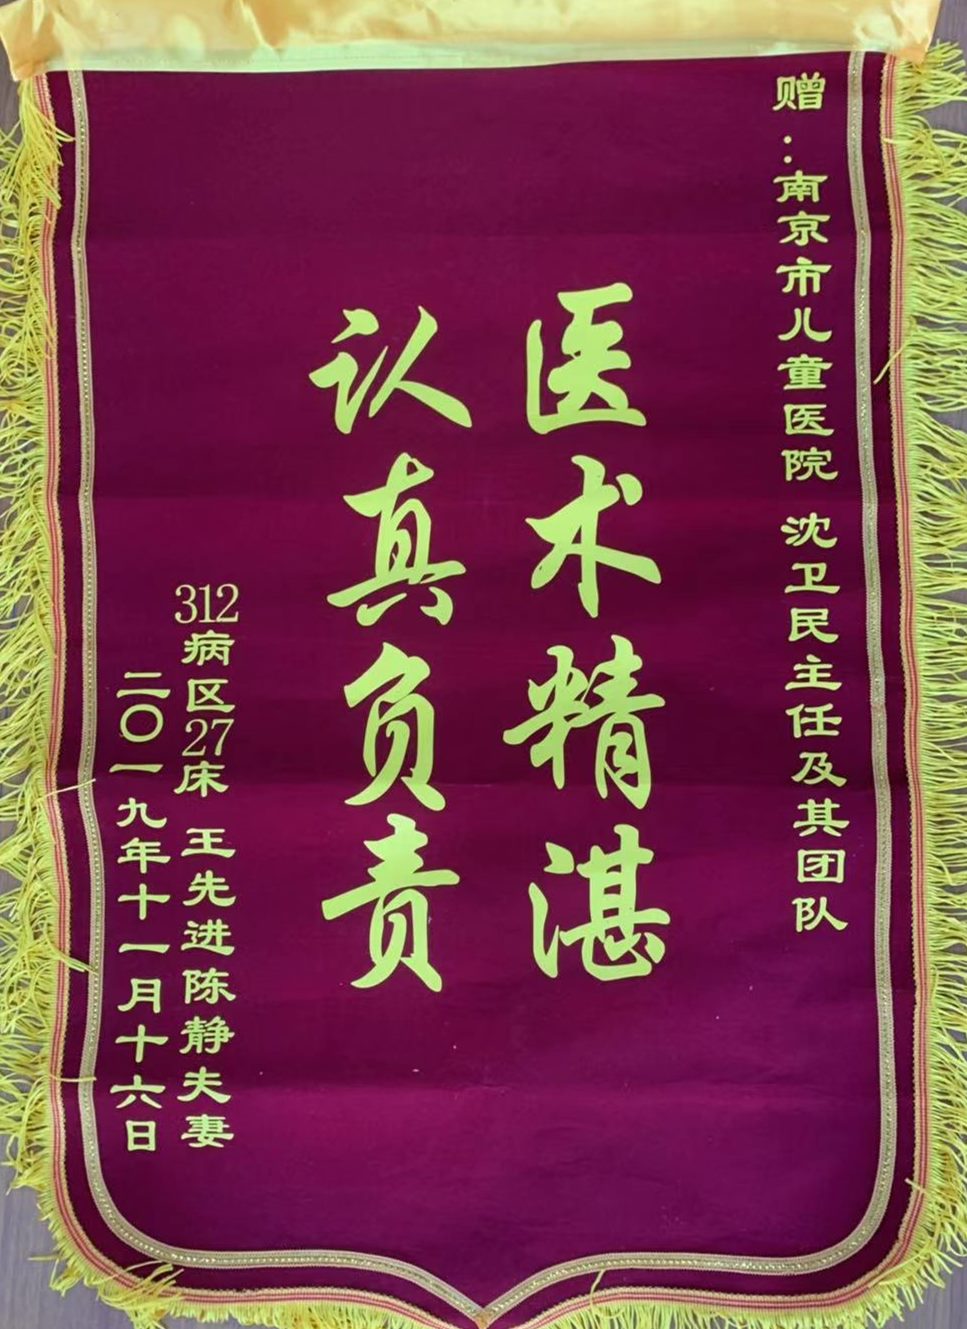 赠：南京市儿童医院 沈卫民主任及其团队
医术精湛
认真负责
312病区27床 王先进陈静夫妻
二〇一九年十一月十六日